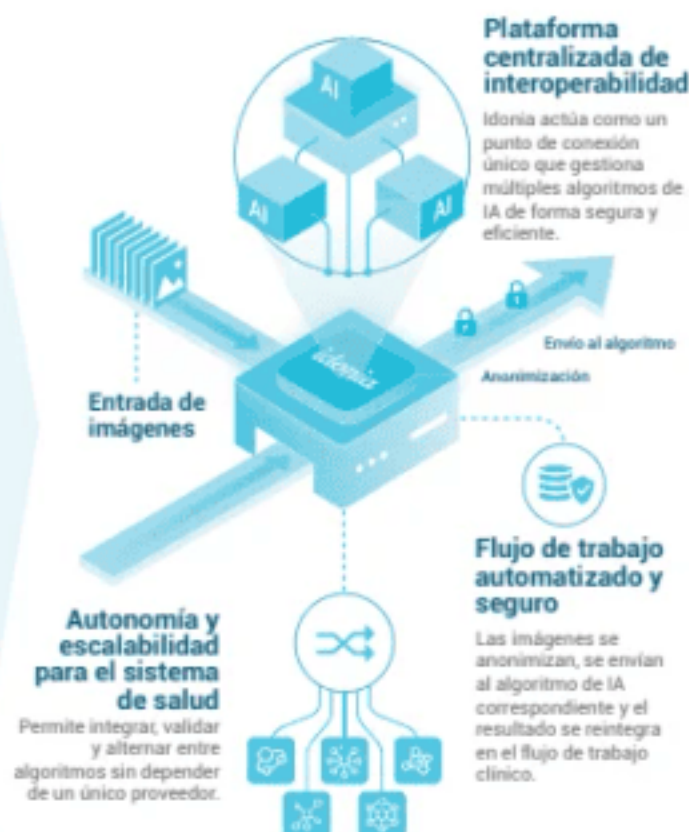 Plataforma
centralizada de
interoperabilidad
Idonia actúa como un
punto de conexión
único que gestiona
múltiples algoritmos de
IA de forma segura y
eficiente.
AI
AI
AI
idonia
Envío al algoritmo
Anonimización
Entrada de
imágenes
Flujo de trabajo
automatizado y
seguro
Las imágenes se
anonimizan, se envían
al algoritmo de IA
correspondiente y el
resultado se reintegra
en el flujo de trabajo
clínico.
Autonomía y
escalabilidad
para el sistema
de salud
Permite integrar, validar
y alternar entre
algoritmos sin depender
de un único proveedor.